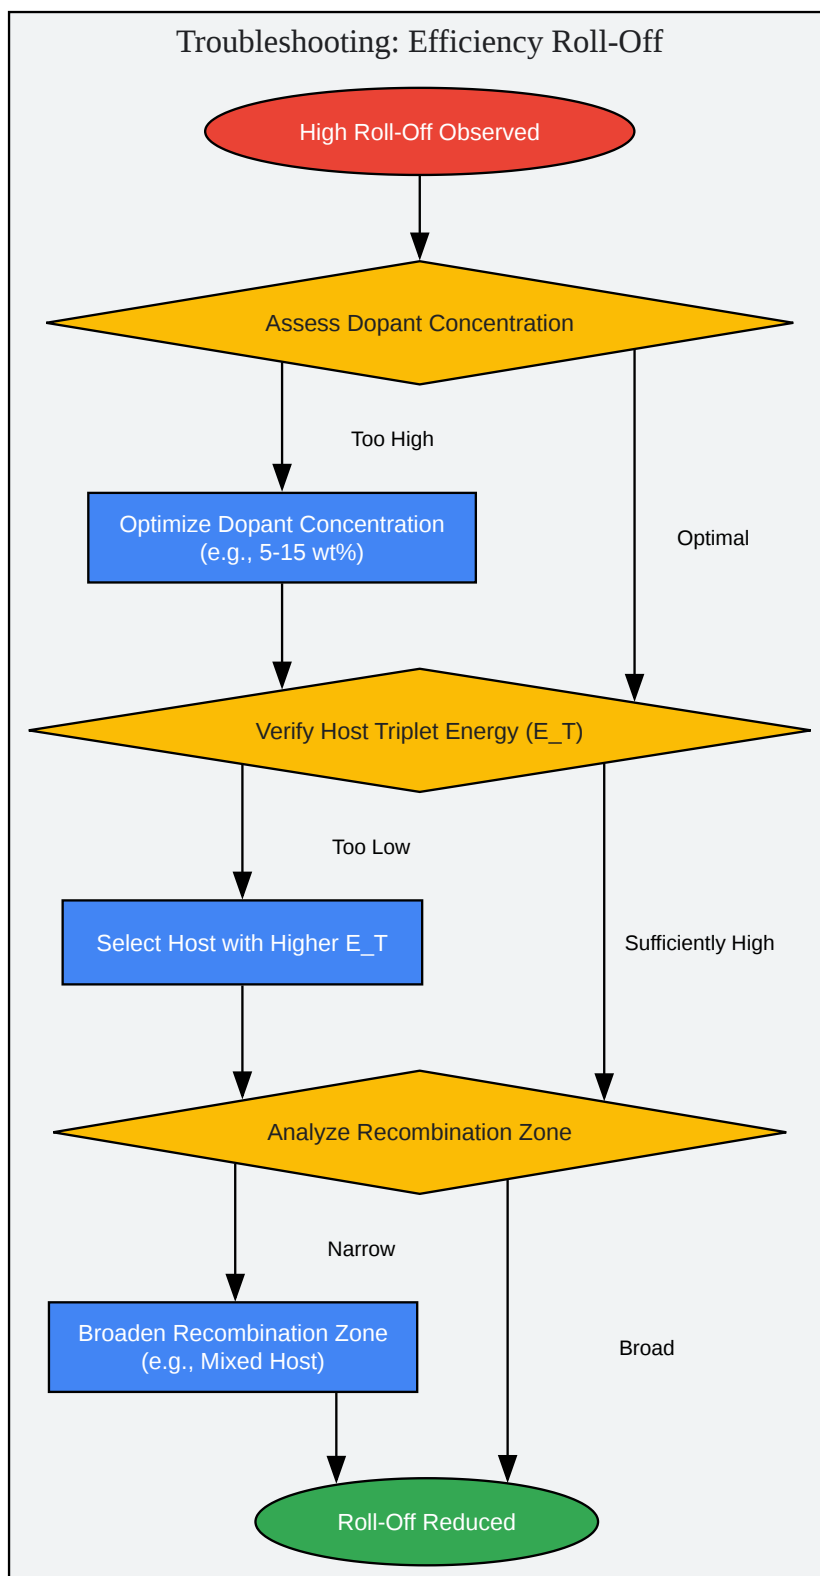 Troubleshooting: Efficiency Roll-Off
High Roll-Off Observed
Assess Dopant Concentration
Too High
Optimize Dopant Concentration
(e.g., 5-15 wt%)
Optimal
Verify Host Triplet Energy (E_T)
Too Low
Select Host with Higher E_T
Sufficiently High
Analyze Recombination Zone
Narrow
Broaden Recombination Zone
(e.g., Mixed Host)
Broad
Roll-Off Reduced